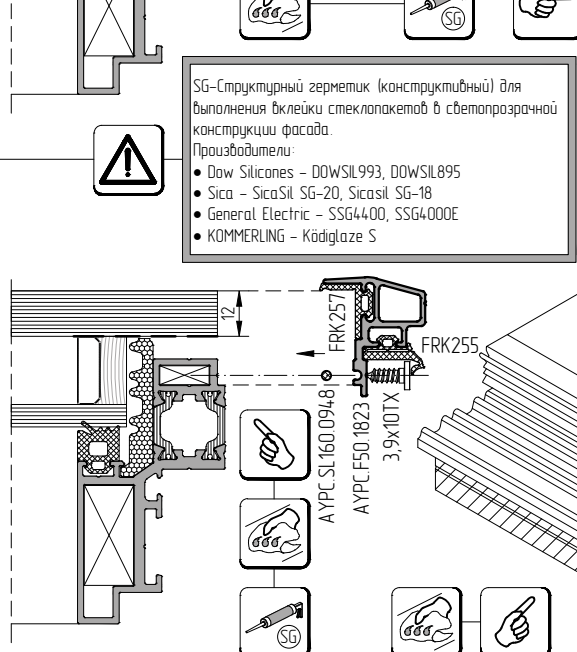 SG
SG-Структурный герметик (конструктивный) для
выполнения вклейки стеклопакетов в светопрозрачной
конструкции фасада.
Производители:
• Dow Silicones - DOWSIL993, DOWSIL895
• Sica - SicaSil SG-20, Sicasil SG-18
• General Electric - SSG4400, SSG4000E
• KOMMERLING - Ködiglaze S
12
FRK257
FRK255
AYPC.SL160.0948
AYPC.F50.1823
3,9x10TX
SG